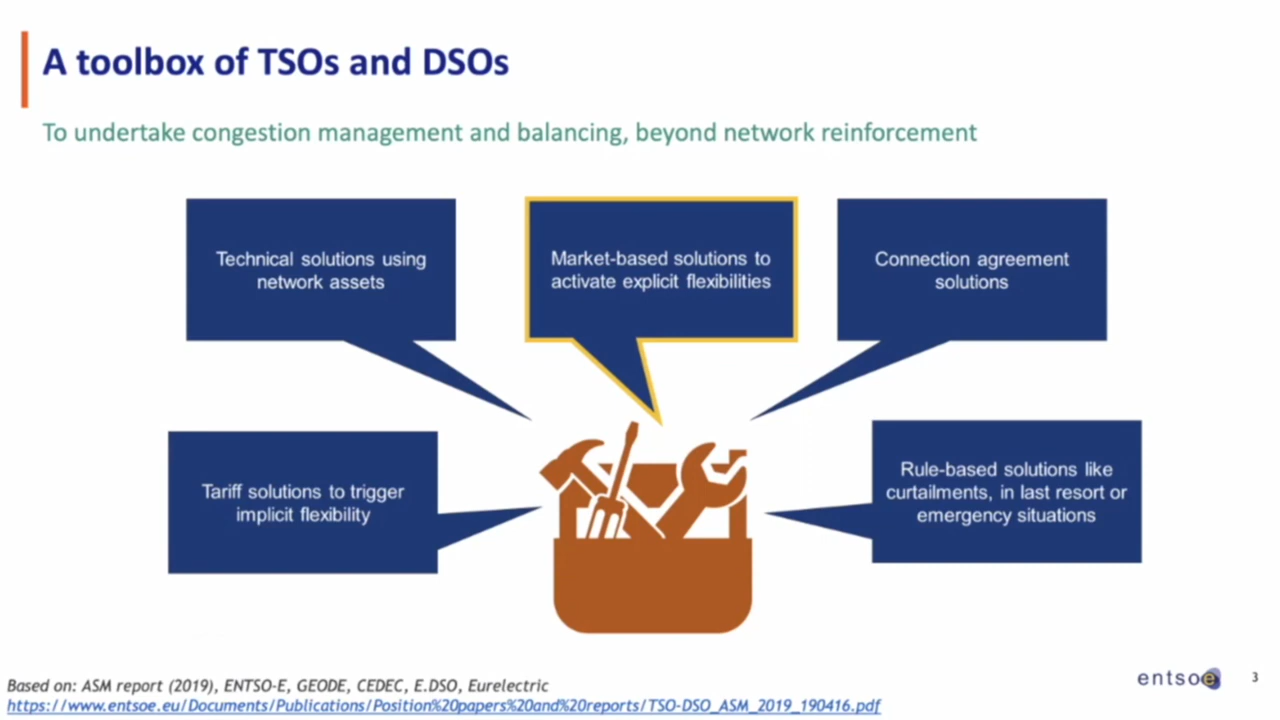 A toolbox of TSOs and DSOs
To undertake congestion management and balancing, beyond network reinforcement
Technical solutions using
network assets
Market-based solutions to
activate explicit flexibilities
Connection agreement
solutions
Tariff solutions to trigger
implicit flexibility
Rule-based solutions like
curtailments, in last resort or
emergency situations
Based on: ASM report (2019), ENTSO-E, GEODE, CEDEC, E.DSO, Eurelectric
https://www.entsoe.eu/Documents/Publications/Position%20papers%20and%20reports/TSO-DSO_ASM_2019_190416.pdf
entsoe
3